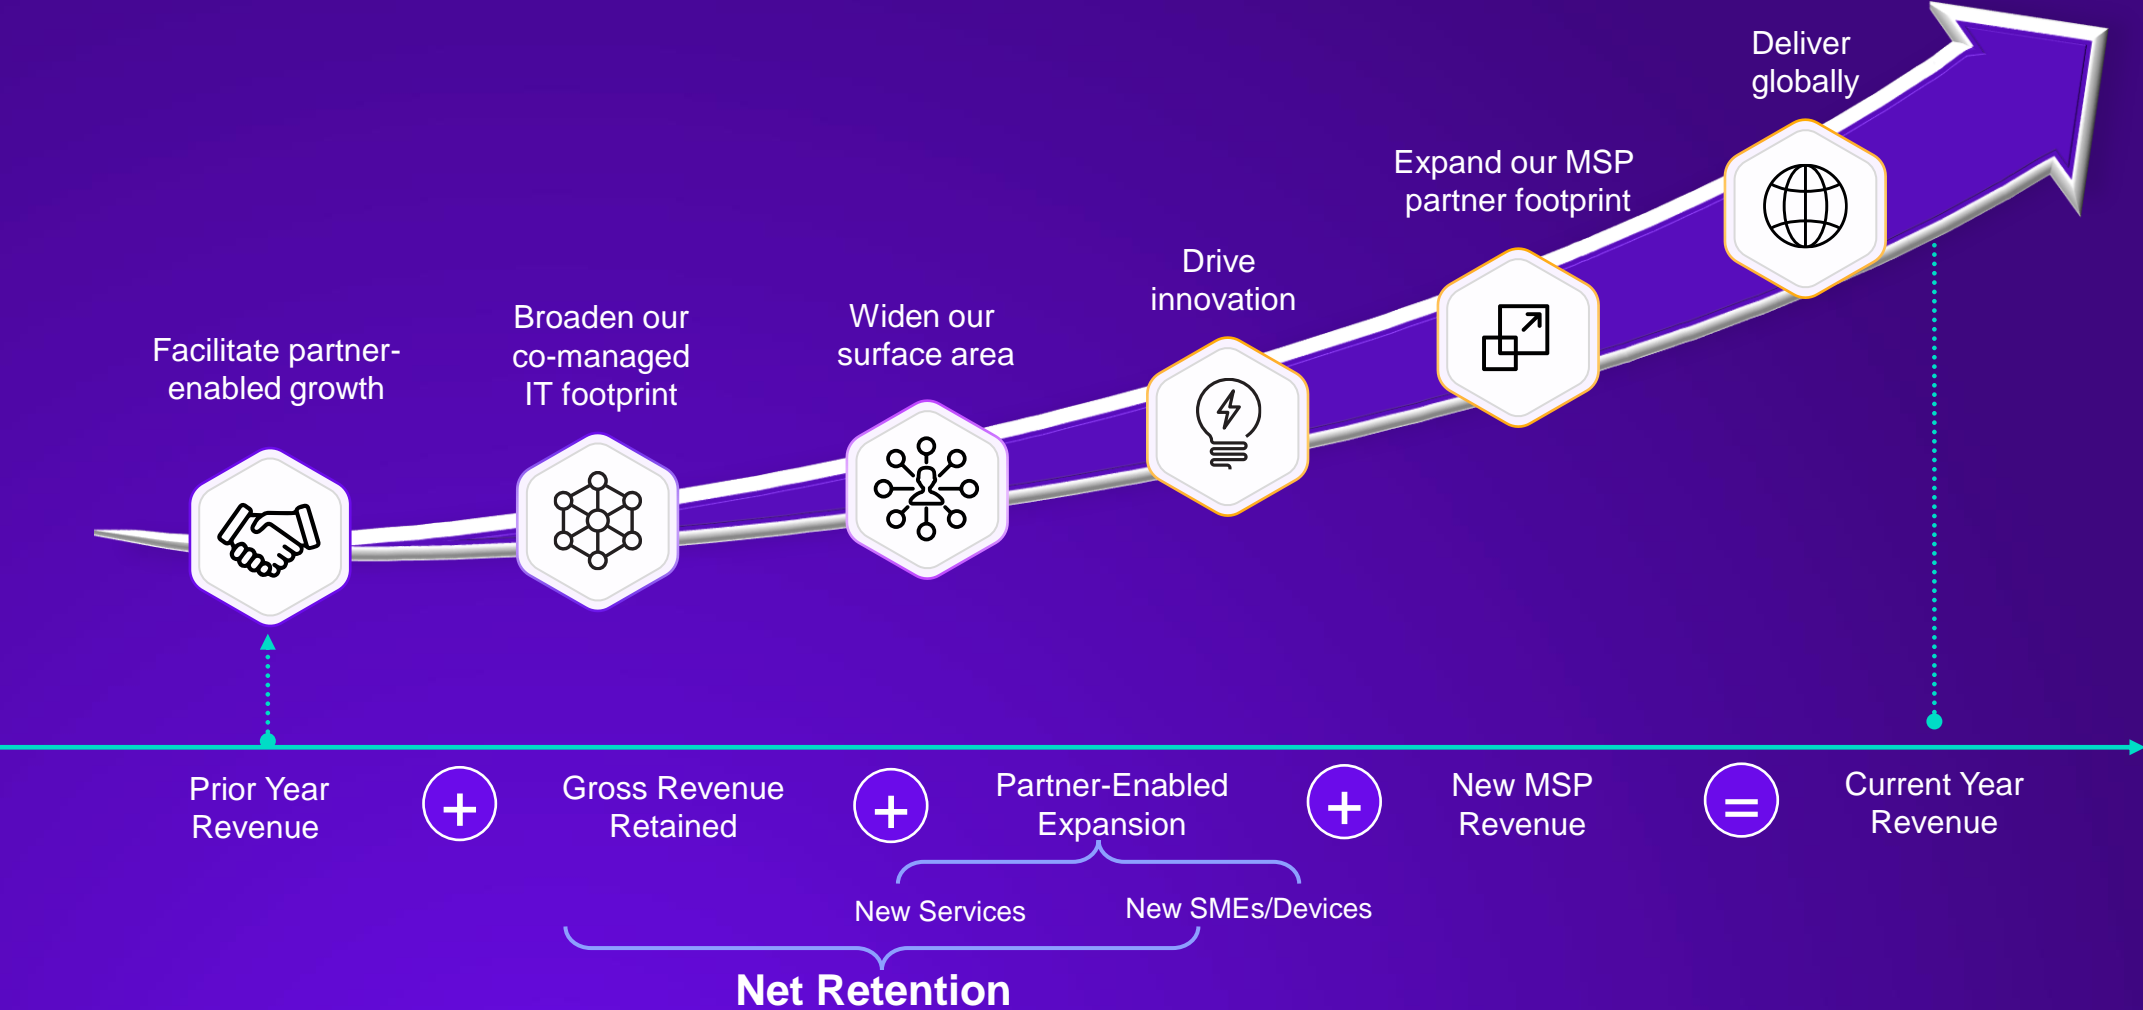 Facilitate partner-
enabled growth
Broaden our
co-managed
IT footprint
Widen our
surface area
Drive
innovation
Expand our MSP
partner footprint
Deliver
globally
Prior Year
Revenue
+
Gross Revenue
Retained
+
Partner-Enabled
Expansion
+
New MSP
Revenue
=
Current Year
Revenue
New Services
New SMEs/Devices
Net Retention